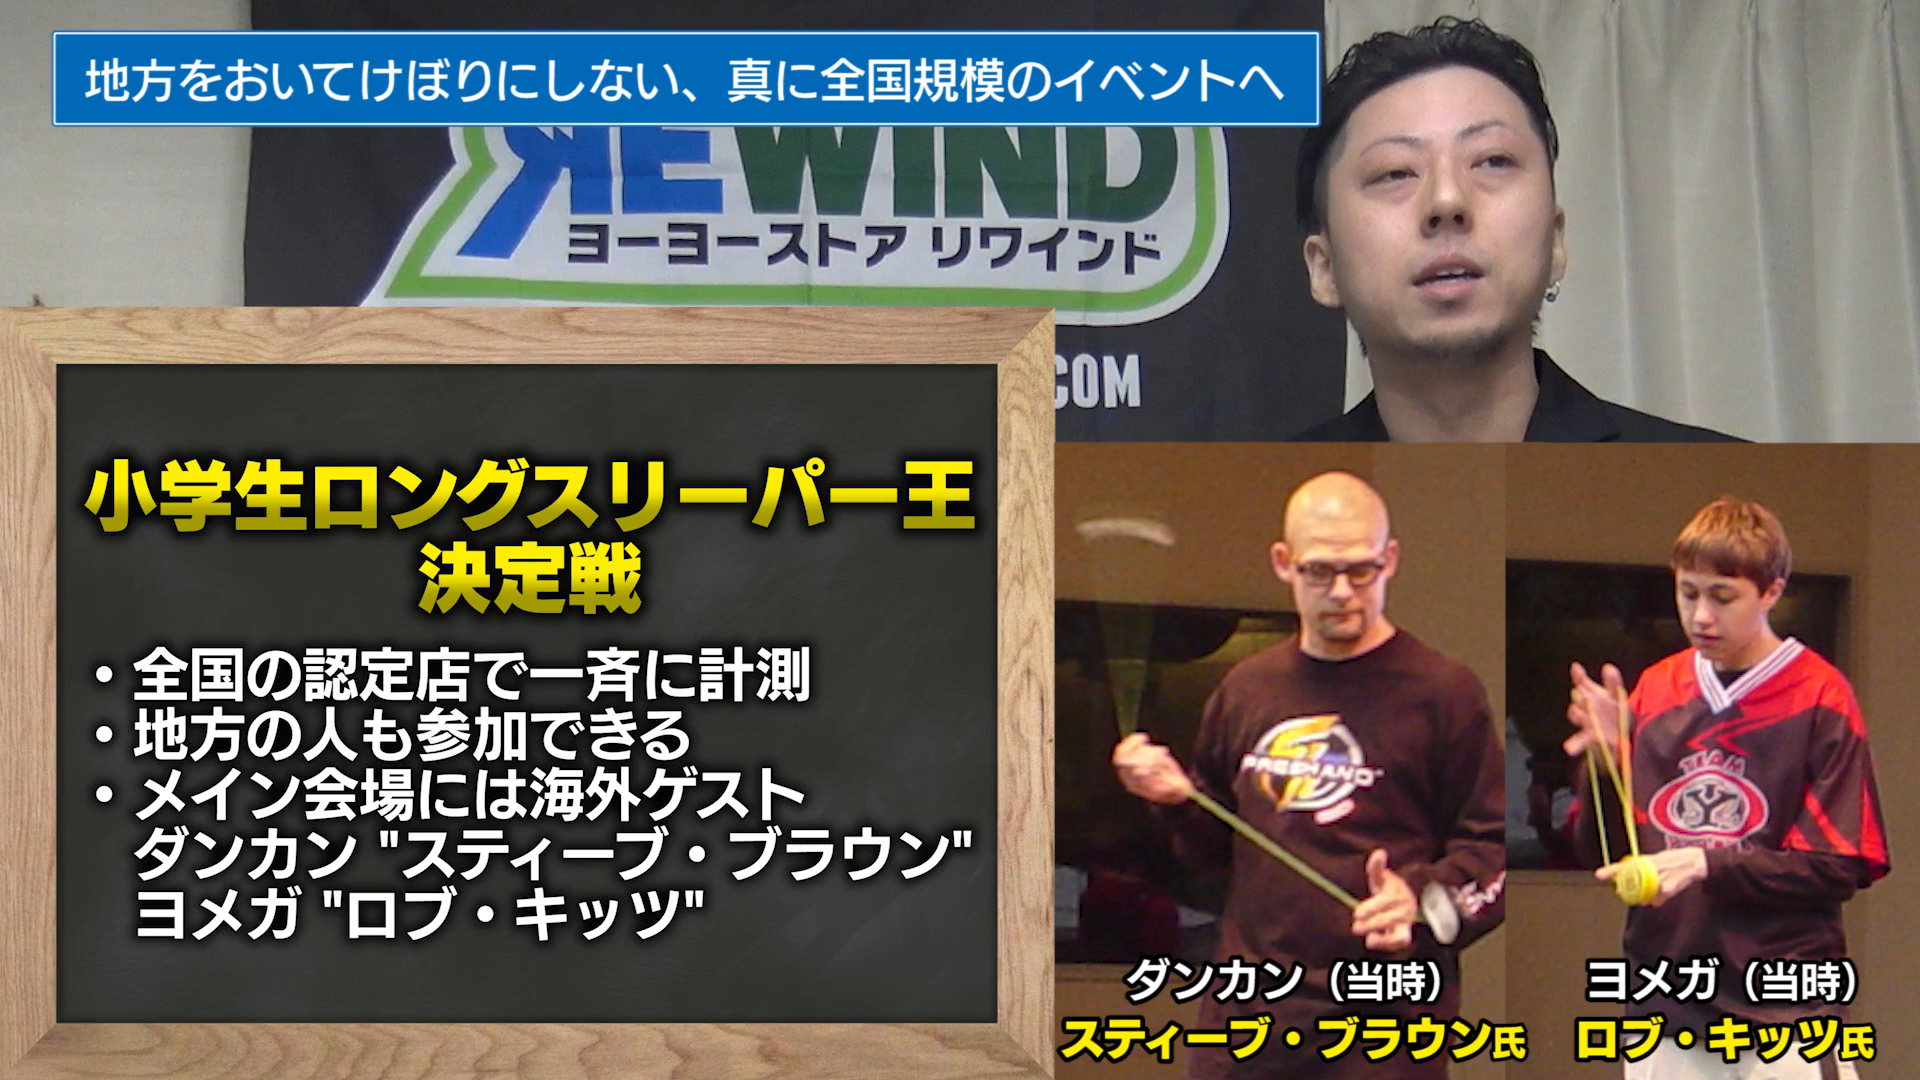 地方をおいてけぼりにしない、真に全国規模のイベントへ
REWIND
ヨーヨーストア リワインド
COM
小学生ロングスリーパー王
決定戦
・全国の認定店で一斉に計測
・地方の人も参加できる
・メイン会場には海外ゲスト
ダンカン "スティーブ・ブラウン"
ヨメガ "ロブ・キッツ"
FREEHAND
TEAM
ダンカン（当時）
スティーブ・ブラウン氏
ヨメガ（当時）
ロブ・キッツ氏